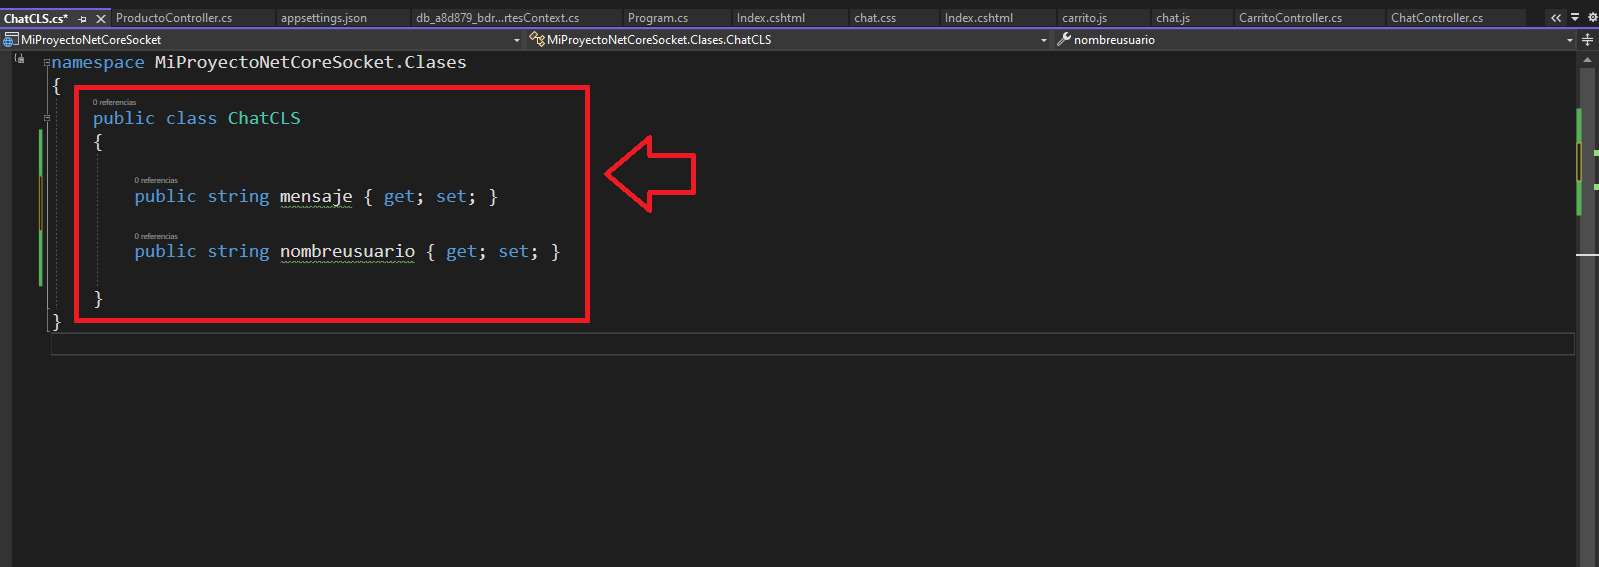 ChatCLS.cs* ProductoController.cs appsettings.json db_a8d879_bdr...rtesContext.cs Program.cs Index.cshtml chat.css Index.cshtml carrito.js chat.js CarritoController.cs ChatController.cs
MiProyectoNetCoreSocket MiProyectoNetCoreSocket.Clases.ChatCLS nombreusuario
namespace MiProyectoNetCoreSocket.Clases
{
0 referencias
public class ChatCLS
{
0 referencias
public string mensaje { get; set; }
0 referencias
public string nombreusuario { get; set; }
}
}